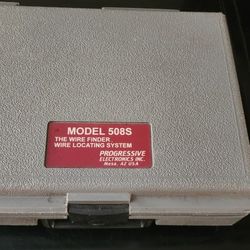 MODEL 508S
THE WIRE FINDER
WIRE LOCATING SYSTEM
PROGRESSIVE
ELECTRONICS INC.
Mesa, AZ USA